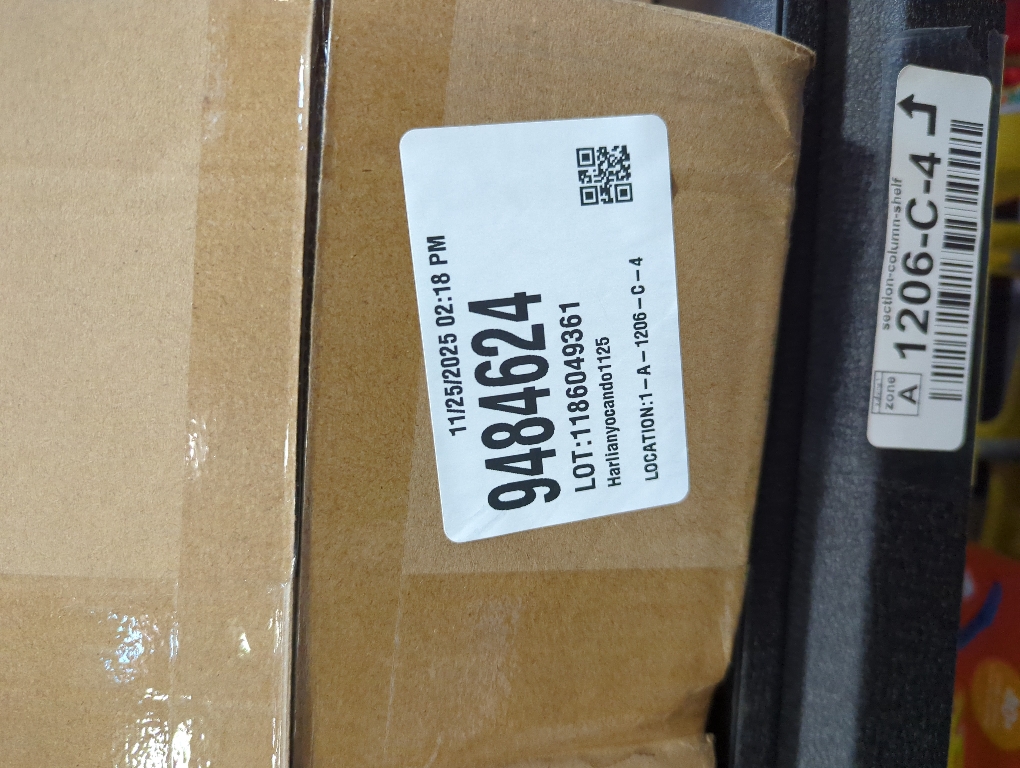 11/25/2025 02:18 PM
9484624
LOT:1186049361
Harlianyocando1125
LOCATION:1-A-1206-C-4
section-column-shelf
zone
A
1206-C-4